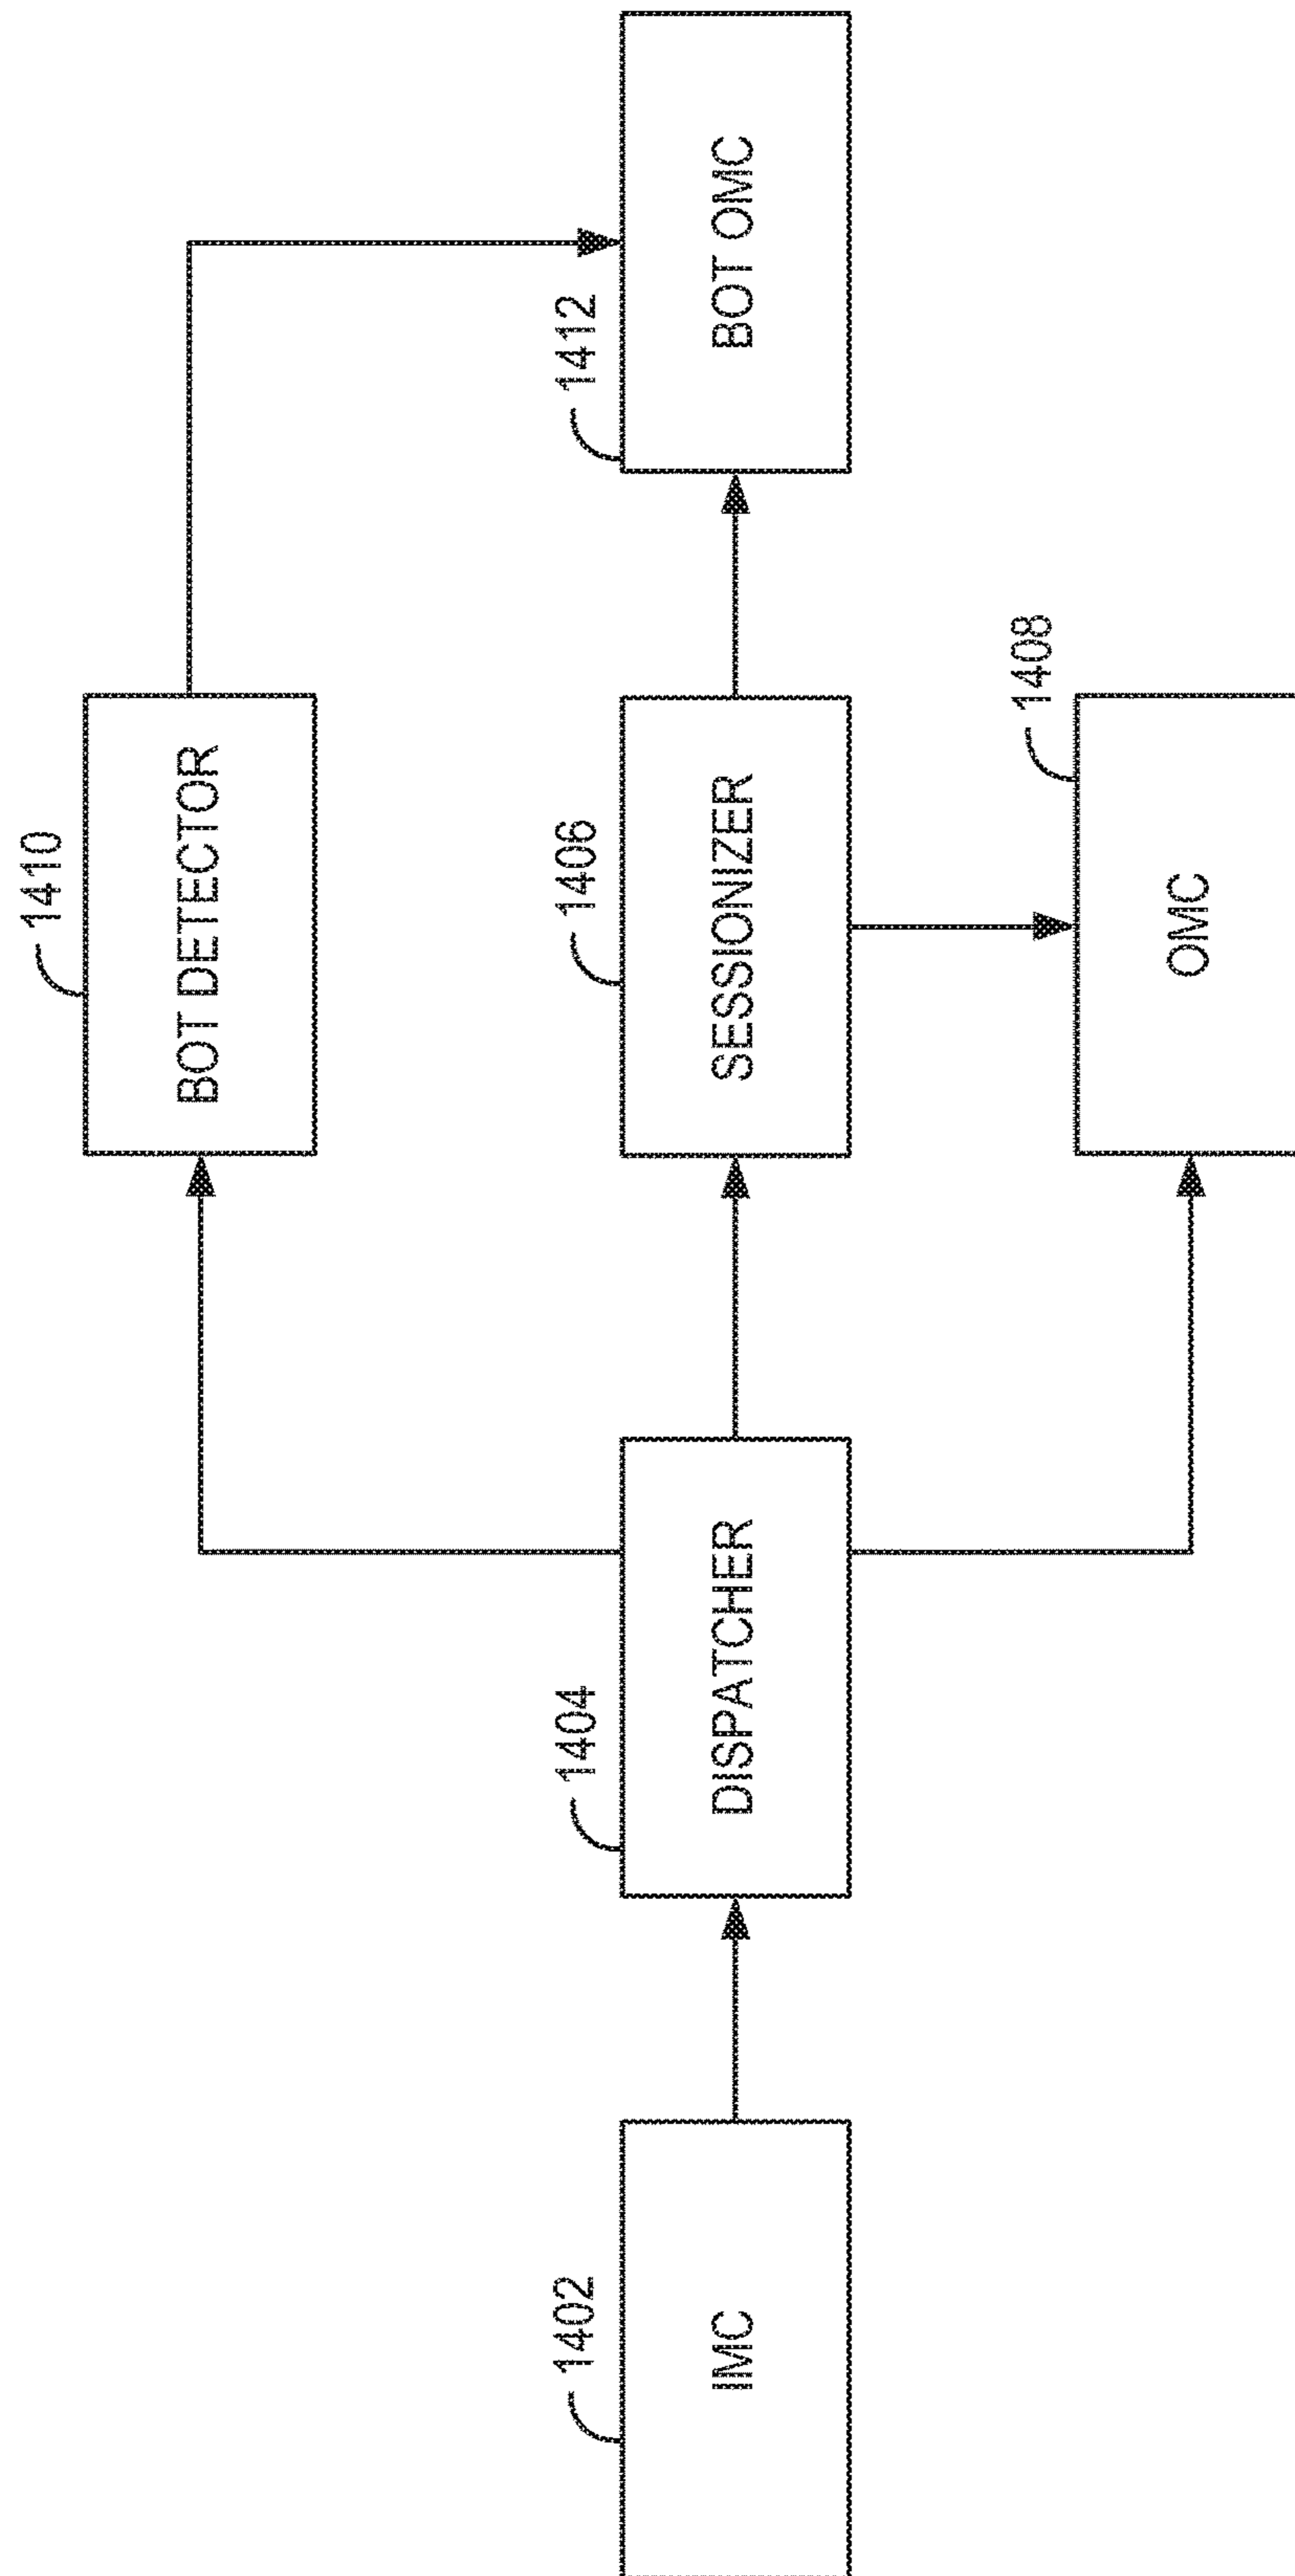 1410
BOT DETECTOR
1402
IMC
1404
DISPATCHER
1406
SESSIONIZER
1412
BOT OMC
1408
OMC